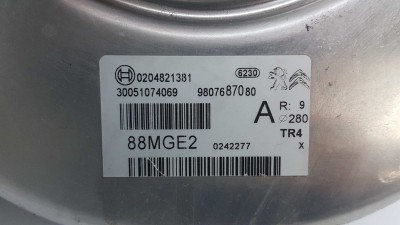 0204821381 6230
30051074069 9807687080
A R: 9
⌀280
TR4
88MGE2 0242277 X